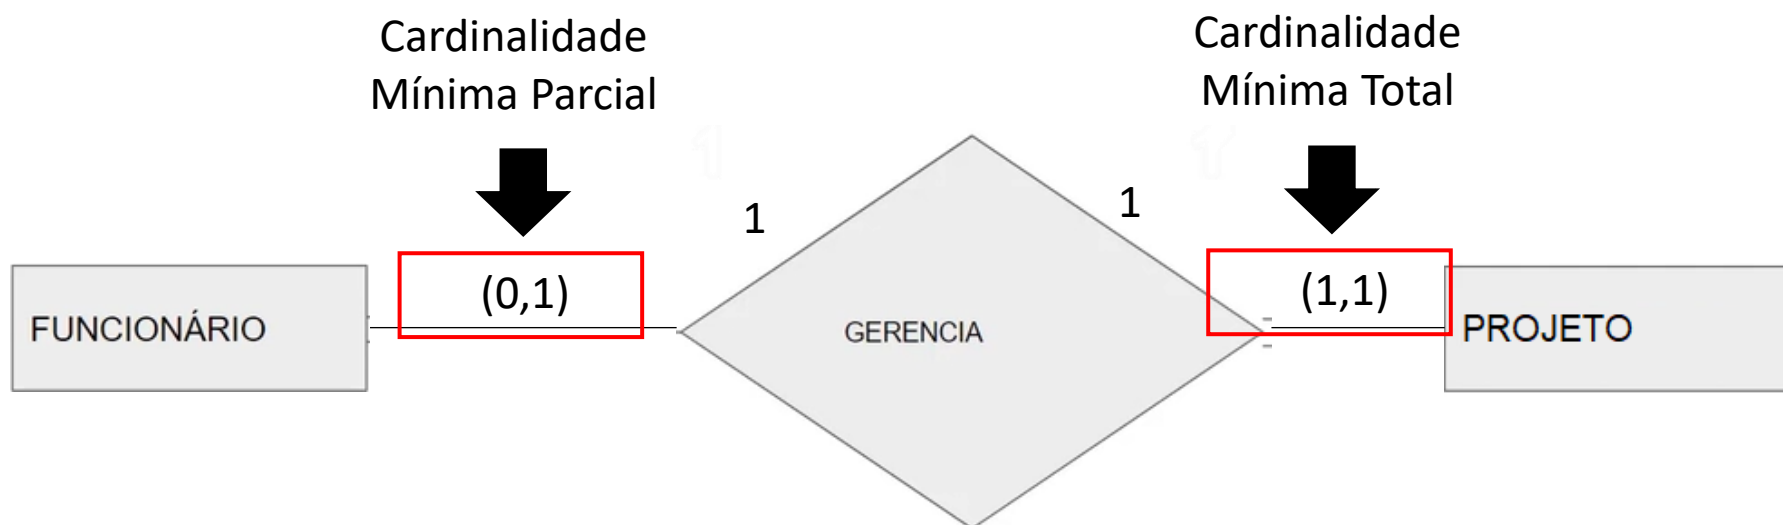 Cardinalidade
Mínima Parcial
Cardinalidade
Mínima Total
1
1
(0,1)
(1,1)
FUNCIONÁRIO
GERENCIA
PROJETO